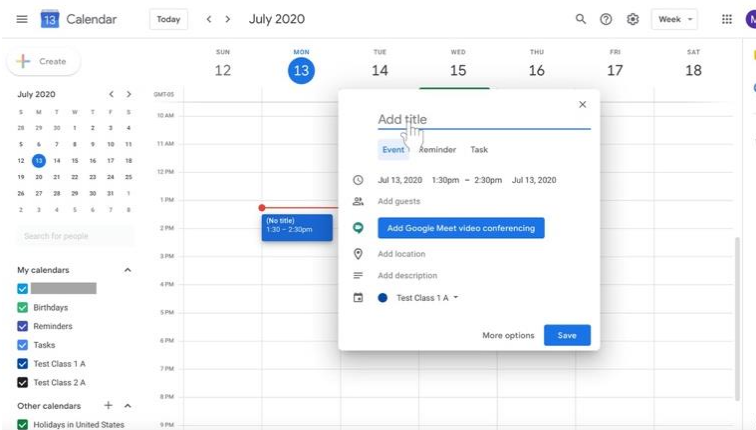 13 Calendar Today July 2020 Week
Create
SUN MON TUE WED THU FRI SAT
12 13 14 15 16 17 18
July 2020
GMT-05
S M T W T F S
28 29 30 1 2 3 4
5 6 7 8 9 10 11
12 13 14 15 16 17 18
19 20 21 22 23 24 25
26 27 28 29 30 31 1
2 3 4 5 6 7 8
Search for people
My calendars
Birthdays
Reminders
Tasks
Test Class 1 A
Test Class 2 A
Other calendars
Holidays in United States
10 AM
11 AM
12 PM
1 PM
2 PM
3 PM
4 PM
5 PM
6 PM
7 PM
8 PM
9 PM
(No title)
1:30 – 2:30pm
Add title
Event Reminder Task
Jul 13, 2020 1:30pm – 2:30pm Jul 13, 2020
Add guests
Add Google Meet video conferencing
Add location
Add description
Test Class 1 A
More options Save